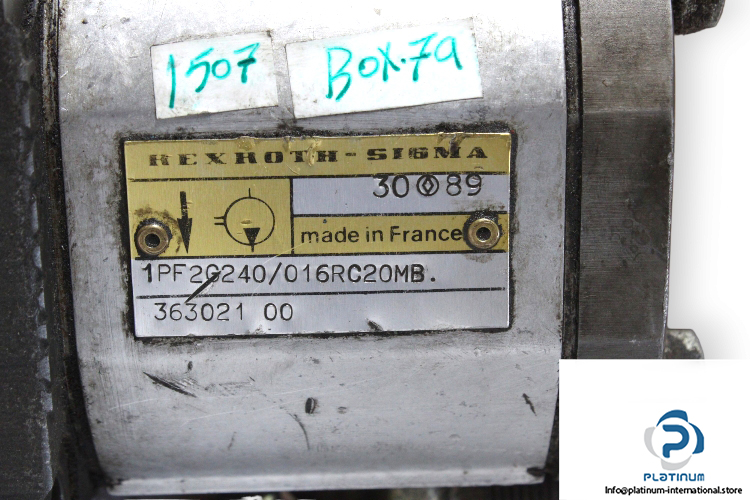 1507
BOX.79
REXROTH-SIGMA
30 89
made in France
1PF2G240/016RC20MB.
363021 00
PLATINUM
Info@platinum-international.store